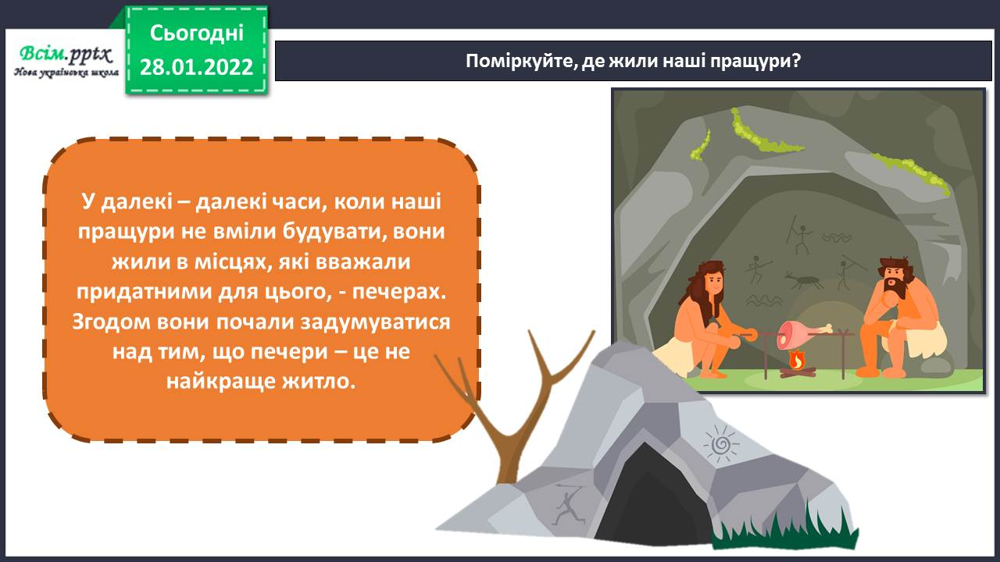 Всім.pptx
Нова українська школа
Сьогодні
28.01.2022
Поміркуйте, де жили наші пращури?
У далекі – далекі часи, коли наші
пращури не вміли будувати, вони
жили в місцях, які вважали
придатними для цього, - печерах.
Згодом вони почали задумуватися
над тим, що печери – це не
найкраще житло.